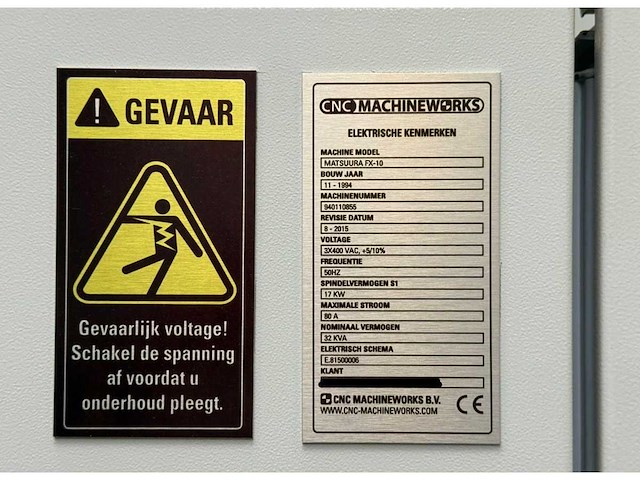 GEVAAR
Gevaarlijk voltage!
Schakel de spanning
af voordat u
onderhoud pleegt.
CNC MACHINEWORKS
ELEKTRISCHE KENMERKEN
MACHINE MODEL
MATSUURA FX-10
BOUW JAAR
11 - 1994
MACHINENUMMER
940110855
REVISIE DATUM
8 - 2015
VOLTAGE
3X400 VAC, +5/10%
FREQUENTIE
50HZ
SPINDELVERMOGEN S1
17 KW
MAXIMALE STROOM
80 A
NOMINAAL VERMOGEN
32 KVA
ELEKTRISCH SCHEMA
E.81500006
KLANT
CNC MACHINEWORKS B.V.
WWW.CNC-MACHINEWORKS.COM CE